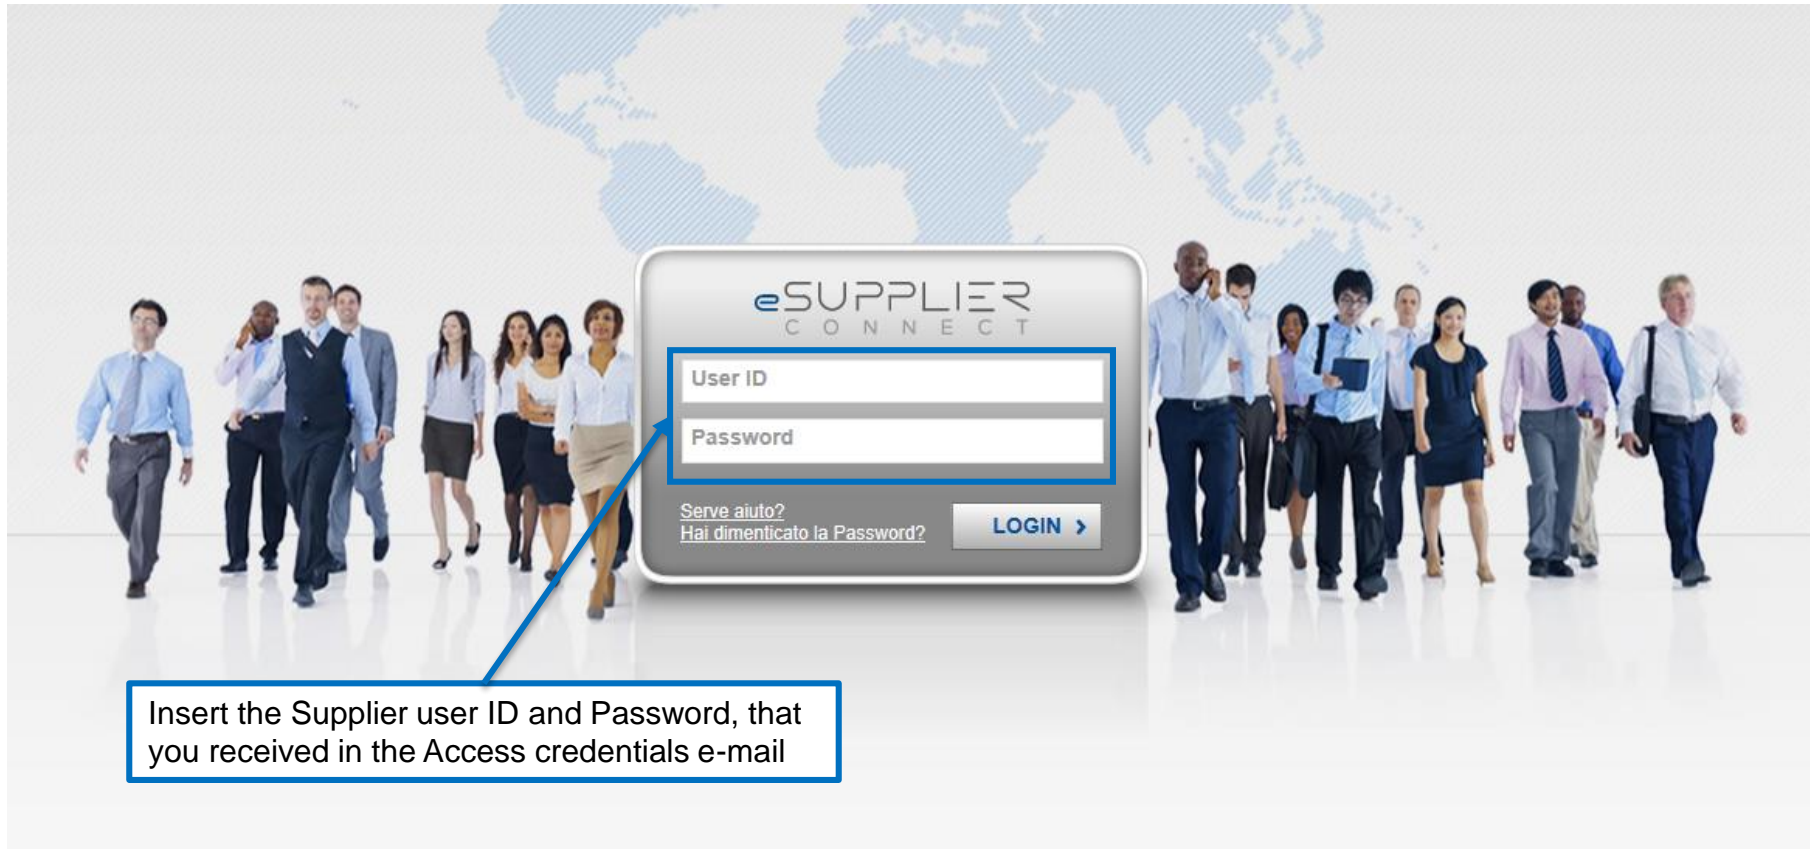 eSUPPLIER
CONNECT
User ID
Password
Serve aiuto?
Hai dimenticato la Password?
LOGIN >
Insert the Supplier user ID and Password, that
you received in the Access credentials e-mail